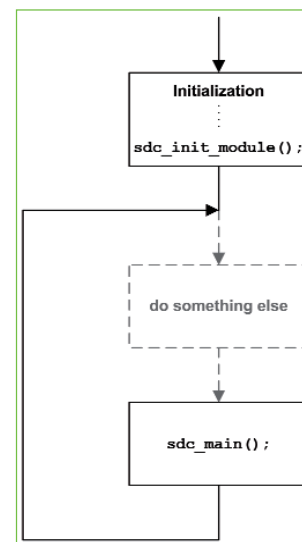 Initialization
sdc_init_module();
do something else
sdc_main();